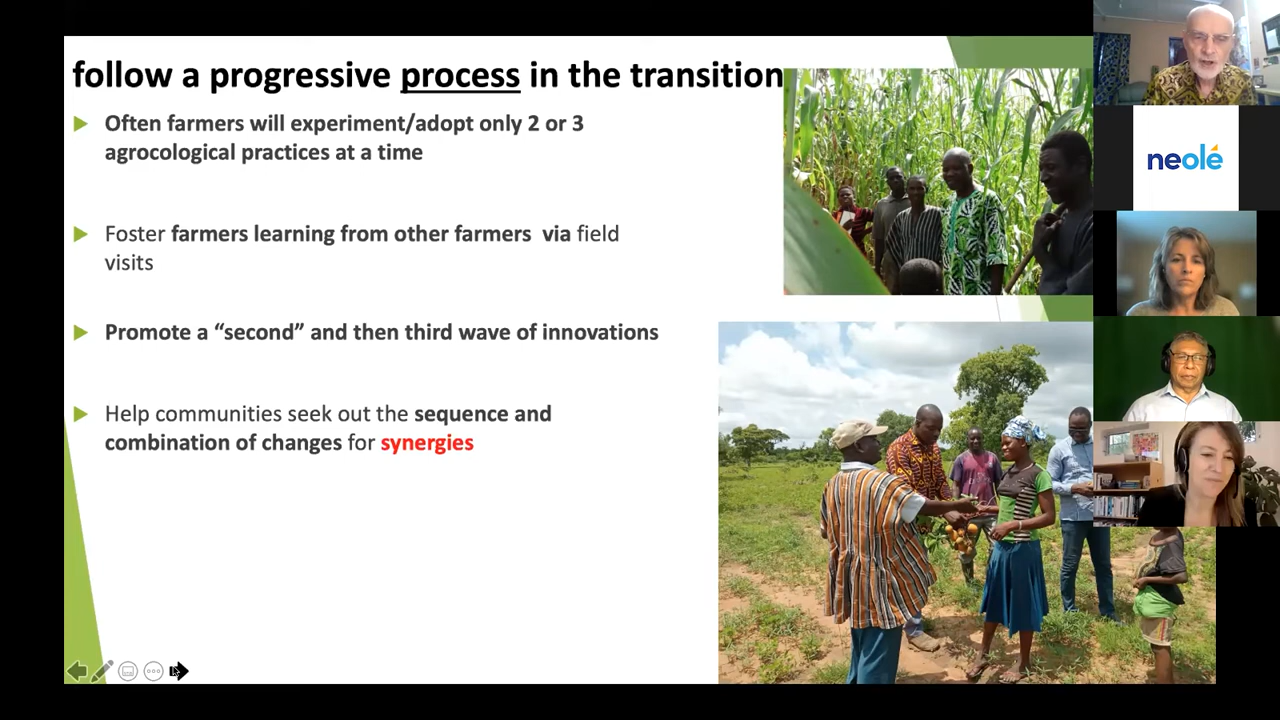 follow a progressive process in the transition
Often farmers will experiment/adopt only 2 or 3
agrocological practices at a time
Foster farmers learning from other farmers via field
visits
Promote a “second” and then third wave of innovations
Help communities seek out the sequence and
combination of changes for synergies
neolé